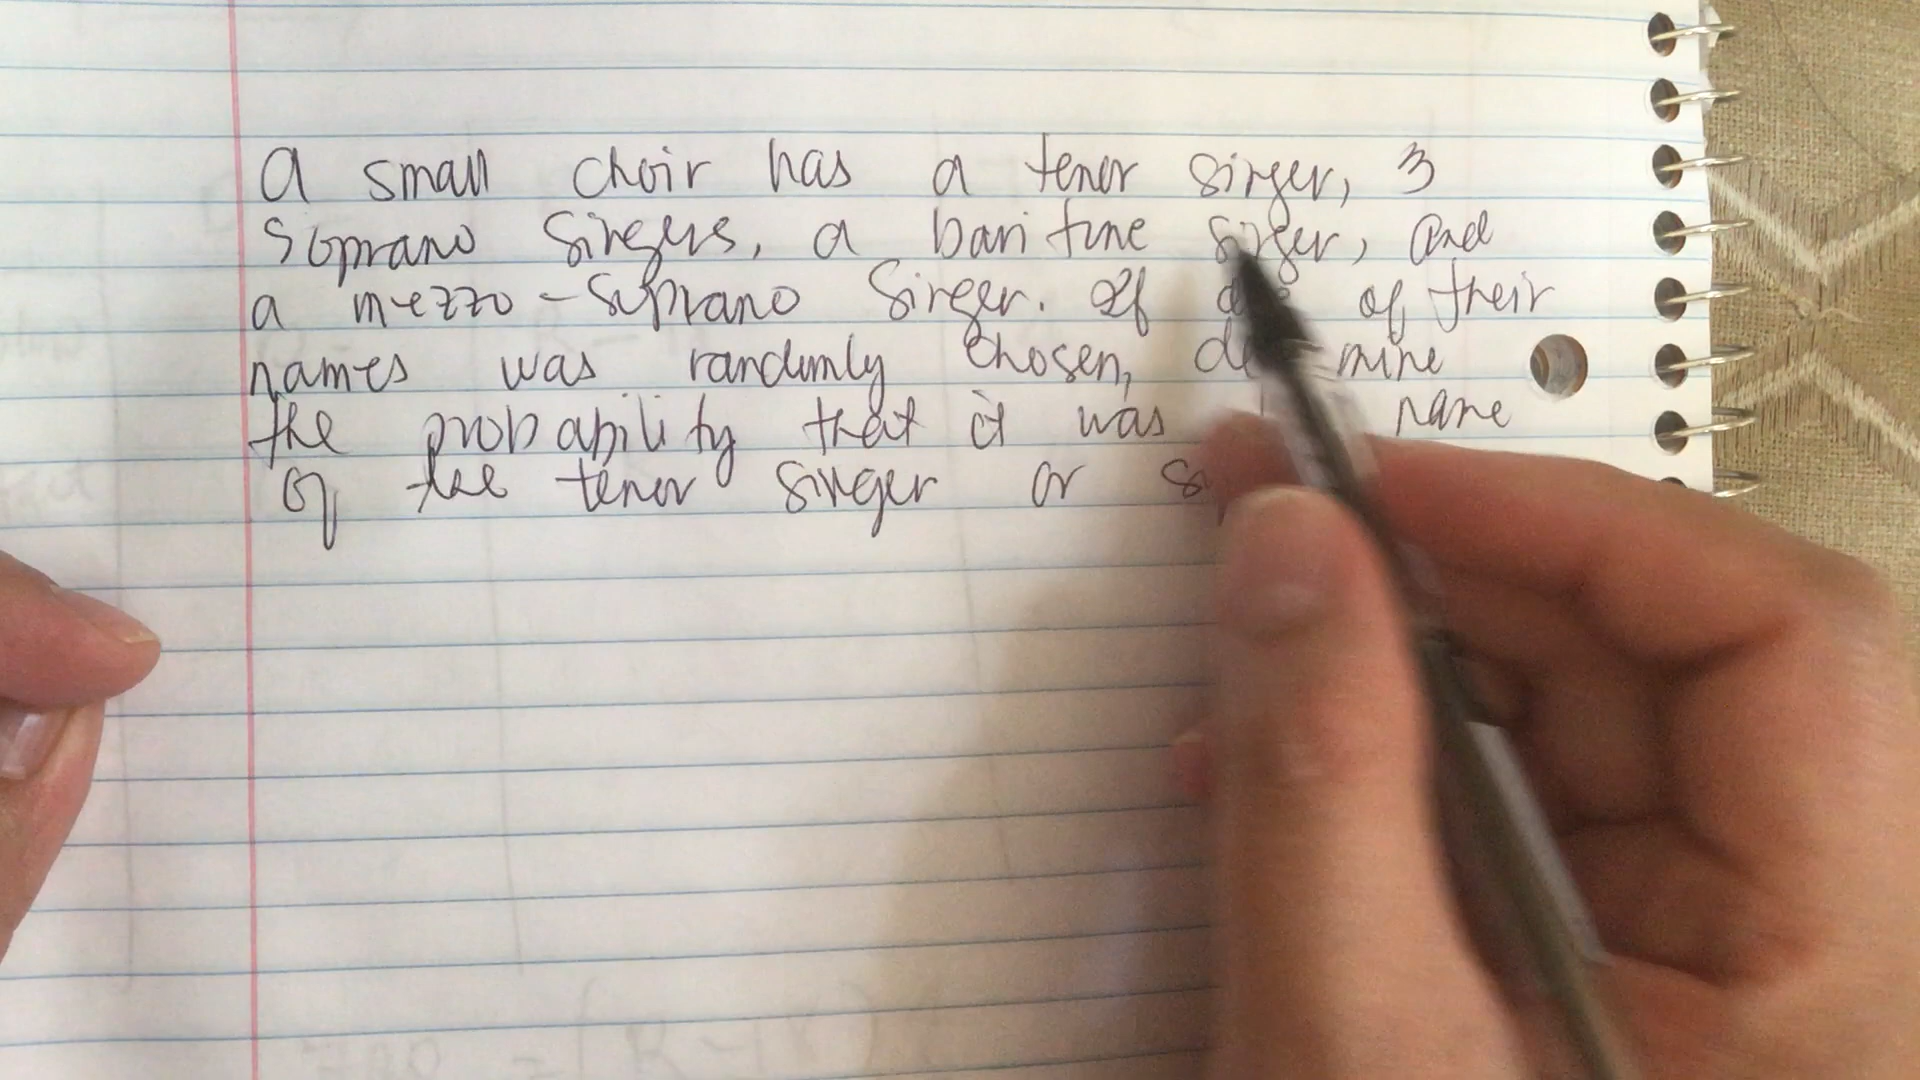 A small choir has a tenor singer, 3
soprano singers, a baritone singer, and
a mezzo-soprano singer. If of their
names was randomly chosen,
the probability that it was name
of the tenor singer or